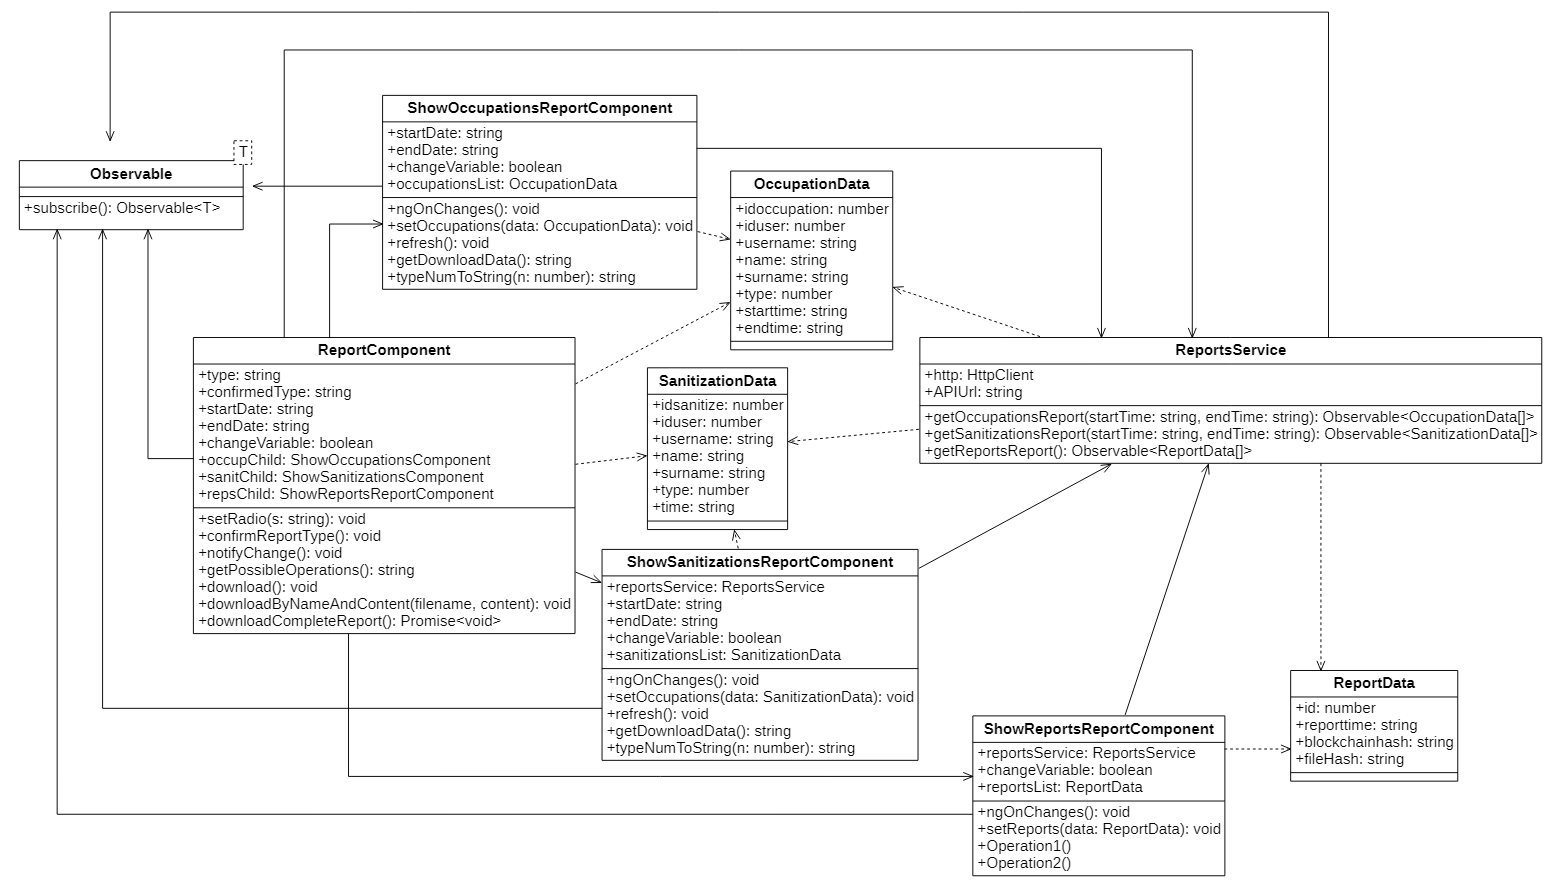 ShowOccupationsReportComponent
+startDate: string
+endDate: string
+changeVariable: boolean
+occupationsList: OccupationData
+ngOnChanges(): void
+setOccupations(data: OccupationData): void
+refresh(): void
+getDownloadData(): string
+typeNumToString(n: number): string
T
Observable
+subscribe(): Observable<T>
OccupationData
+idoccupation: number
+iduser: number
+username: string
+name: string
+surname: string
+type: number
+starttime: string
+endtime: string
ReportComponent
+type: string
+confirmedType: string
+startDate: string
+endDate: string
+changeVariable: boolean
+occupChild: ShowOccupationsComponent
+sanitChild: ShowSanitizationsComponent
+repsChild: ShowReportsReportComponent
+setRadio(s: string): void
+confirmReportType(): void
+notifyChange(): void
+getPossibleOperations(): string
+download(): void
+downloadByNameAndContent(filename, content): void
+downloadCompleteReport(): Promise<void>
ReportsService
+http: HttpClient
+APIUrl: string
+getOccupationsReport(startTime: string, endTime: string): Observable<OccupationData[]>
+getSanitizationsReport(startTime: string, endTime: string): Observable<SanitizationData[]>
+getReportsReport(): Observable<ReportData[]>
SanitizationData
+idsanitize: number
+iduser: number
+username: string
+name: string
+surname: string
+type: number
+time: string
ShowSanitizationsReportComponent
+reportsService: ReportsService
+startDate: string
+endDate: string
+changeVariable: boolean
+sanitizationsList: SanitizationData
+ngOnChanges(): void
+setOccupations(data: SanitizationData): void
+refresh(): void
+getDownloadData(): string
+typeNumToString(n: number): string
ReportData
+id: number
+reporttime: string
+blockchainhash: string
+fileHash: string
ShowReportsReportComponent
+reportsService: ReportsService
+changeVariable: boolean
+reportsList: ReportData
+ngOnChanges(): void
+setReports(data: ReportData): void
+Operation1()
+Operation2()